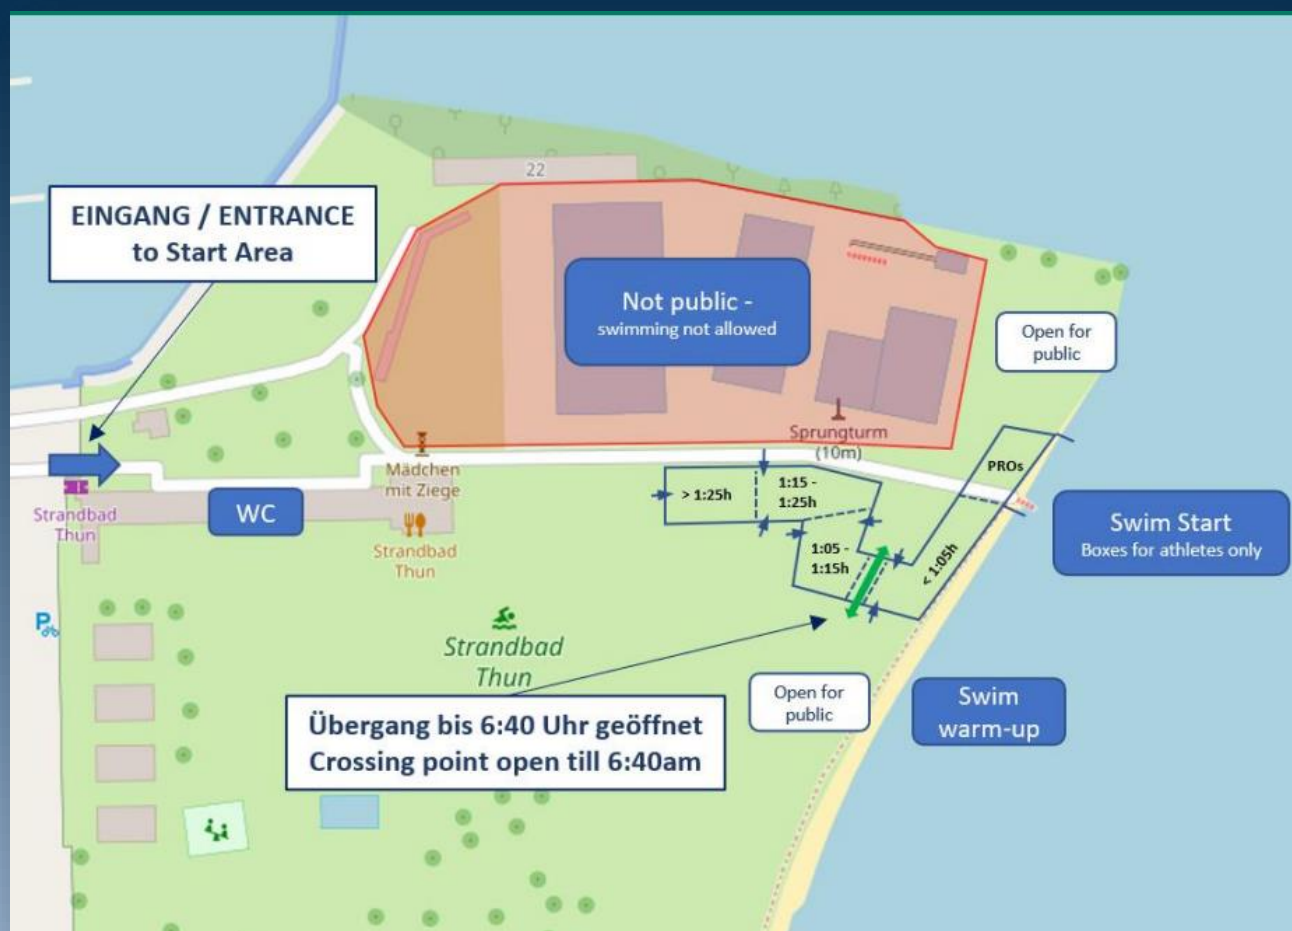 22
EINGANG / ENTRANCE
to Start Area
Not public -
swimming not allowed
Open for
public
Sprungturm
(10m)
Mädchen
mit Ziege
PROs
> 1:25h
1:15 -
1:25h
Strandbad
Thun
WC
Strandbad
Thun
1:05 -
1:15h
< 1:05h
Swim Start
Boxes for athletes only
P
Strandbad
Thun
Open for
public
Swim
warm-up
Übergang bis 6:40 Uhr geöffnet
Crossing point open till 6:40am